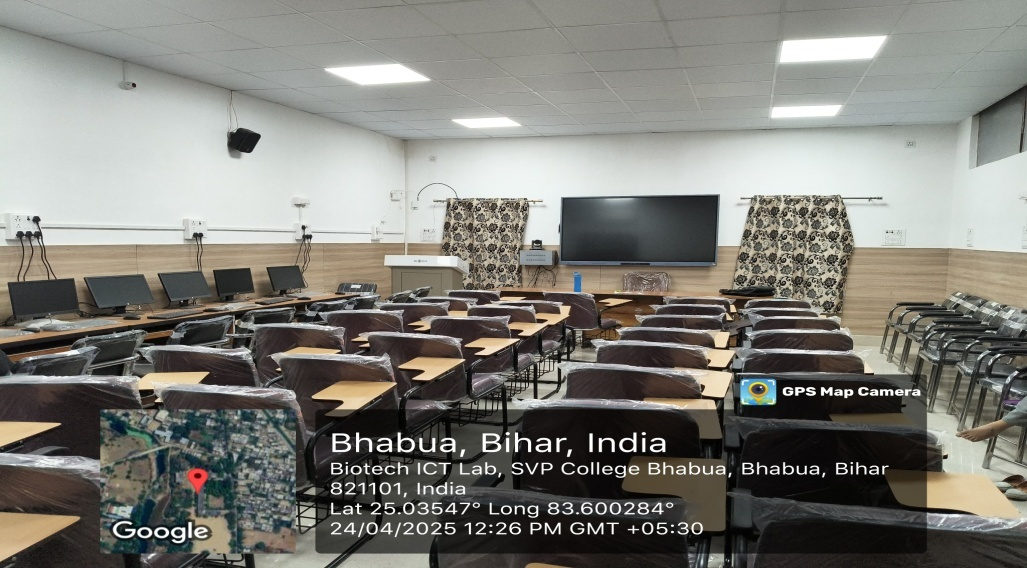 GPS Map Camera
Bhabua, Bihar, India
Biotech ICT Lab, SVP College Bhabua, Bhabua, Bihar
821101, India
Lat 25.03547° Long 83.600284°
24/04/2025 12:26 PM GMT +05:30
Google